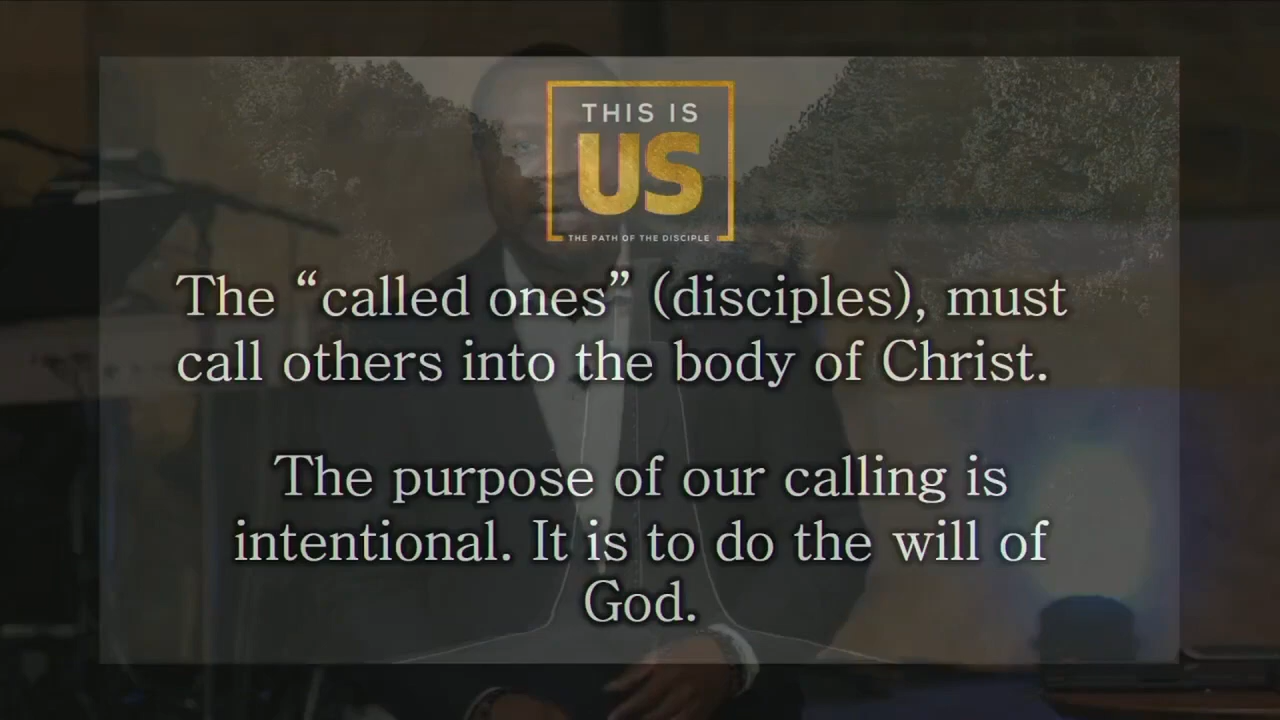 THIS IS
US
THE PATH OF THE DISCIPLE
The “called ones” (disciples), must
call others into the body of Christ.
The purpose of our calling is
intentional. It is to do the will of
God.